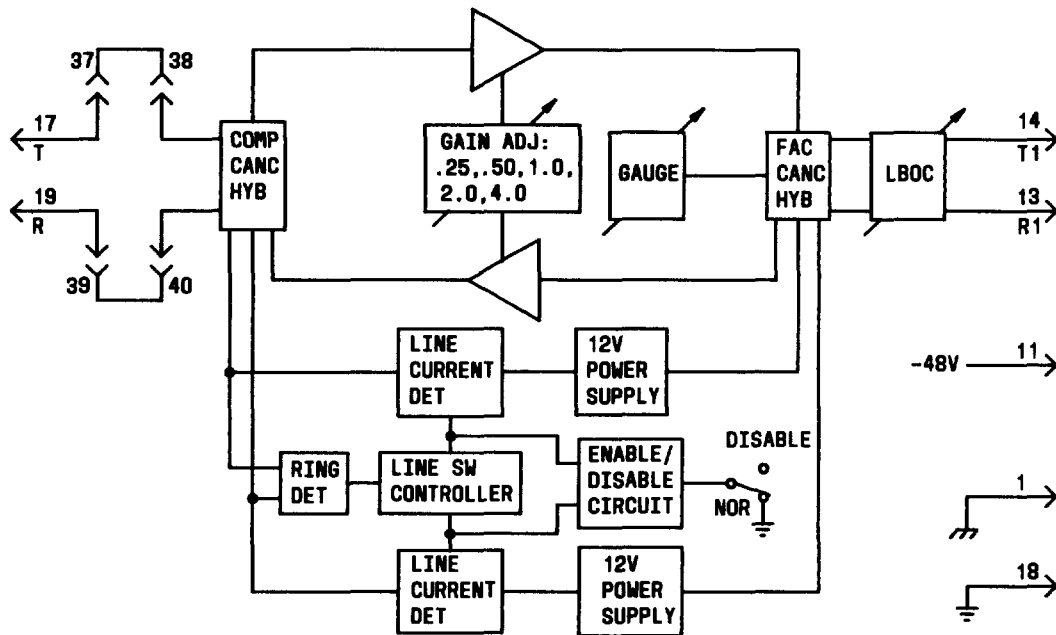 37
38
17
T
19
R
39
40
COMP
CANC
HYB
GAIN ADJ:
.25,.50,1.0,
2.0,4.0
GAUGE
FAC
CANC
HYB
LBOC
14
T1
13
R1
LINE
CURRENT
DET
12V
POWER
SUPPLY
-48V
11
RING
DET
LINE SW
CONTROLLER
ENABLE/
DISABLE
CIRCUIT
DISABLE
NOR
1
LINE
CURRENT
DET
12V
POWER
SUPPLY
18